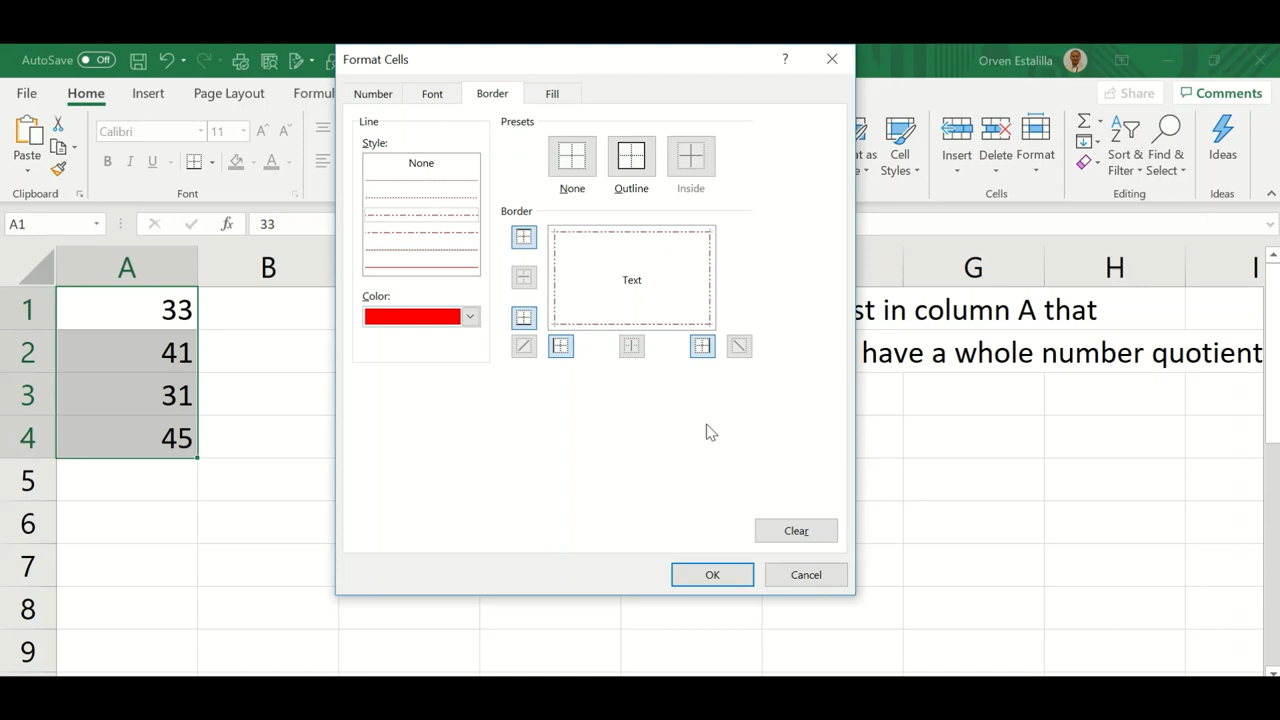 AutoSave Off
Format Cells
?
Orven Estalilla
File Home Insert Page Layout Formul
Share Comments
Number Font Border Fill
Line
Style:
None
Color:
Presets
None Outline Inside
Border
Text
Clear
OK Cancel
Paste
Clipboard
Calibri 11
B I U
Font
at as
Cell
Styles
Insert Delete Format
Cells
Sort &
Filter
Find &
Select
Editing
Ideas
Ideas
A1 fx 33
A B G H I
1 33 st in column A that
2 41 have a whole number quotient
3 31
4 45
5
6
7
8
9